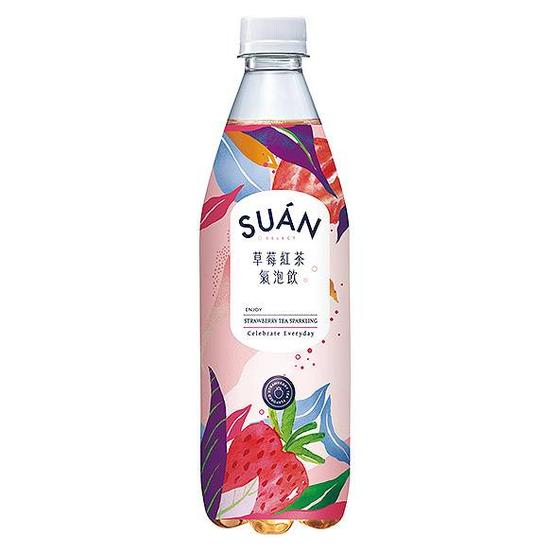 SUÁN
SELECT
草莓紅茶
氣泡飲
ENJOY
STRAWBERRY TEA SPARKLING
Celebrate Everyday